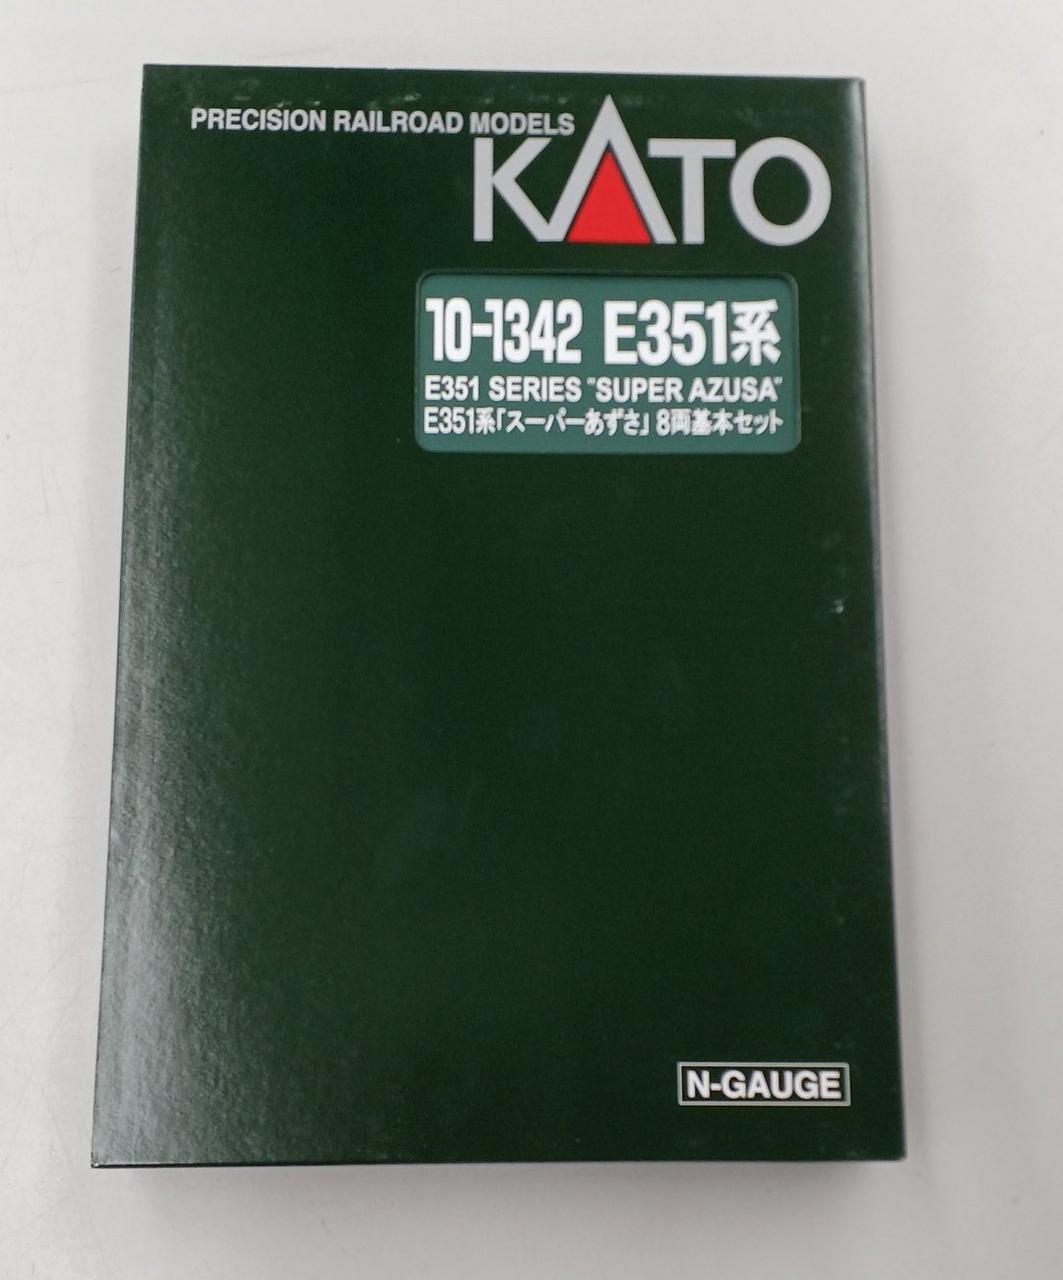 PRECISION RAILROAD MODELS
KATO
10-1342 E351系
E351 SERIES "SUPER AZUSA"
E351系「スーパーあずさ」 8両基本セット
N-GAUGE